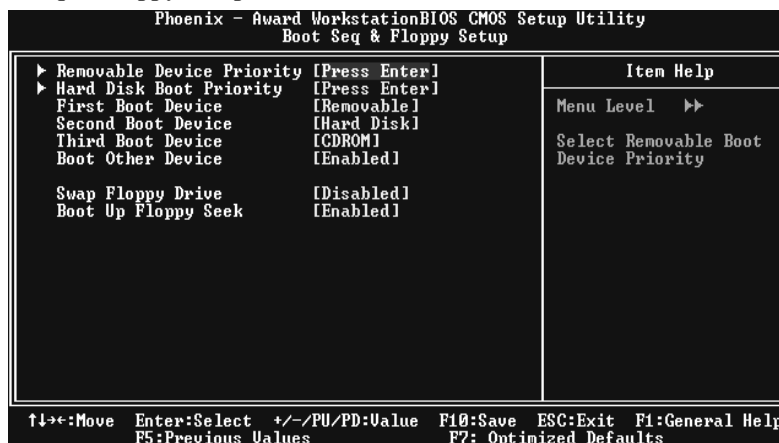 Phoenix - Award WorkstationBIOS CMOS Setup Utility
Boot Seq & Floppy Setup
▶ Removable Device Priority [Press Enter]
▶ Hard Disk Boot Priority [Press Enter]
First Boot Device [Removable]
Second Boot Device [Hard Disk]
Third Boot Device [CDROM]
Boot Other Device [Enabled]
Swap Floppy Drive [Disabled]
Boot Up Floppy Seek [Enabled]
Item Help
Menu Level ▶▶
Select Removable Boot
Device Priority
↑↓→←:Move Enter:Select +/-/PU/PD:Value F10:Save ESC:Exit F1:General Help
F5:Previous Values F7: Optimized Defaults